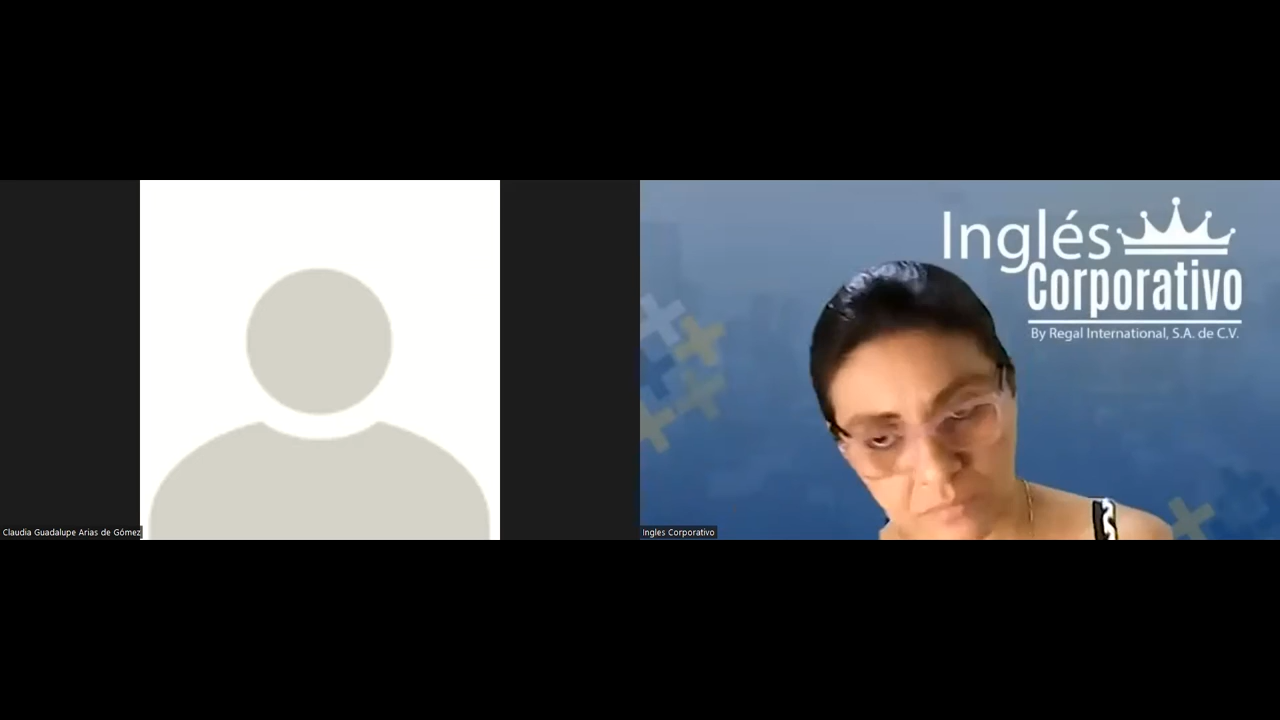 Inglés
Corporativo
By Regal International, S.A. de C.V.
Claudia Guadalupe Arias de Gómez
Ingles Corporativo